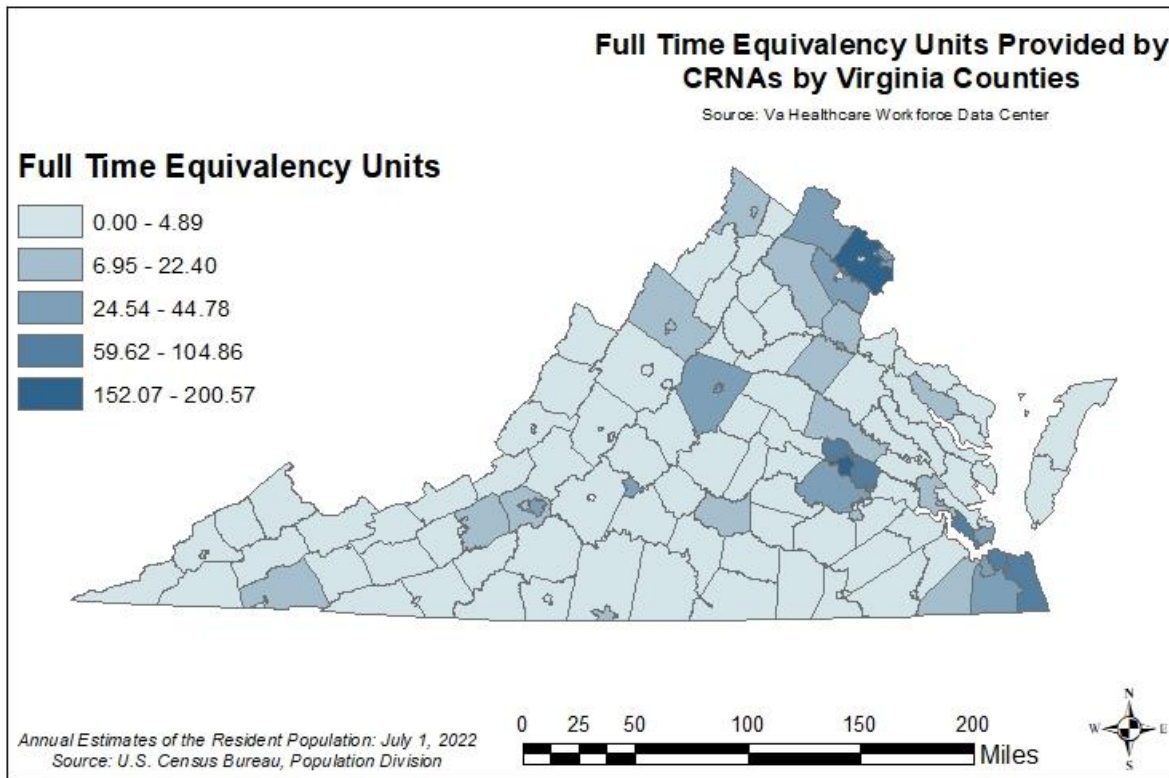 Full Time Equivalency Units Provided by
CRNAs by Virginia Counties
Source: Va Healthcare Workforce Data Center
Full Time Equivalency Units
0.00 - 4.89
6.95 - 22.40
24.54 - 44.78
59.62 - 104.86
152.07 - 200.57
Annual Estimates of the Resident Population: July 1, 2022
Source: U.S. Census Bureau, Population Division
0 25 50 100 150 200
Miles
N
W E
S